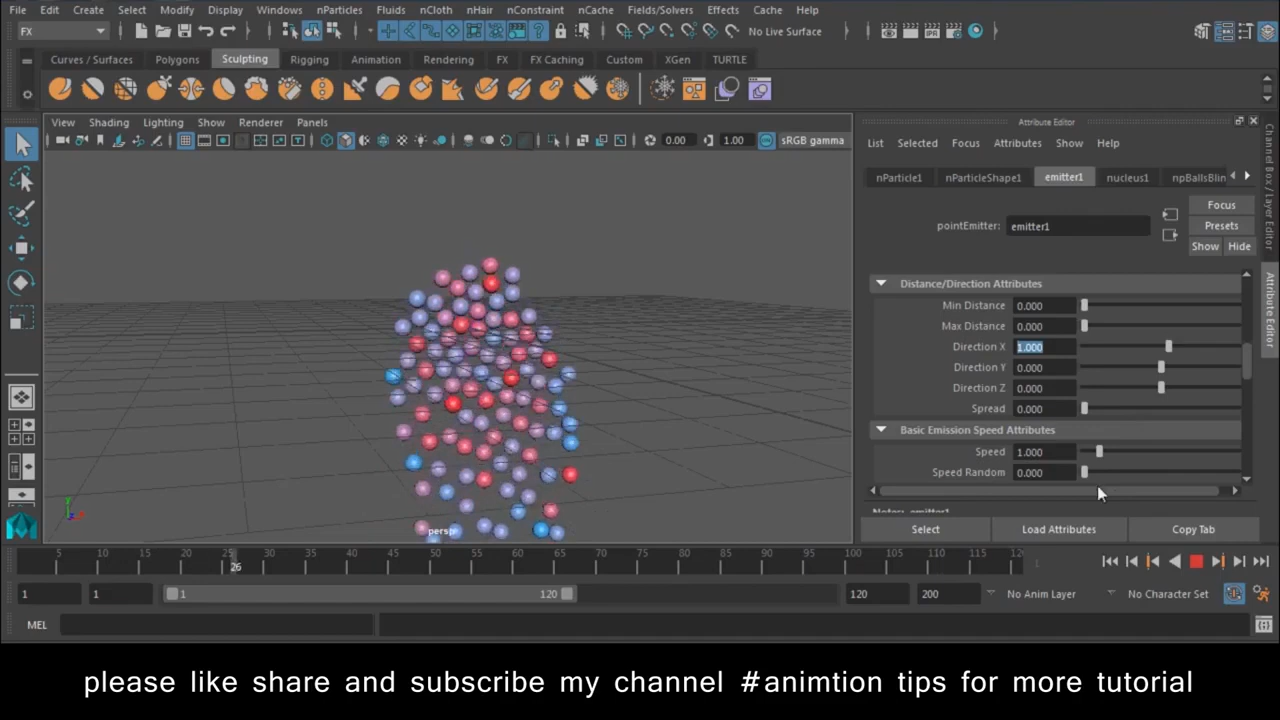 File Edit Create Select Modify Display Windows nParticles Fluids nCloth nHair nConstraint nCache Fields/Solvers Effects Cache Help
FX No Live Surface
Curves / Surfaces Polygons Sculpting Rigging Animation Rendering FX FX Caching Custom XGen TURTLE
View Shading Lighting Show Renderer Panels
0.00 1.00 sRGB gamma
persp
Attribute Editor
List Selected Focus Attributes Show Help
nParticle1 nParticleShape1 emitter1 nucleus1 npBallsBlin
pointEmitter: emitter1
Focus
Presets
Show Hide
Distance/Direction Attributes
Min Distance 0.000
Max Distance 0.000
Direction X 1.000
Direction Y 0.000
Direction Z 0.000
Spread 0.000
Basic Emission Speed Attributes
Speed 1.000
Speed Random 0.000
Select Load Attributes Copy Tab
Channel Box / Layer Editor
Attribute Editor
5 10 15 20 25 30 35 40 45 50 55 60 65 70 75 80 85 90 95 100 105 110 115 12
26 1
1 1 1 120 120 200 No Anim Layer No Character Set
MEL
please like share and subscribe my channel #animtion tips for more tutorial